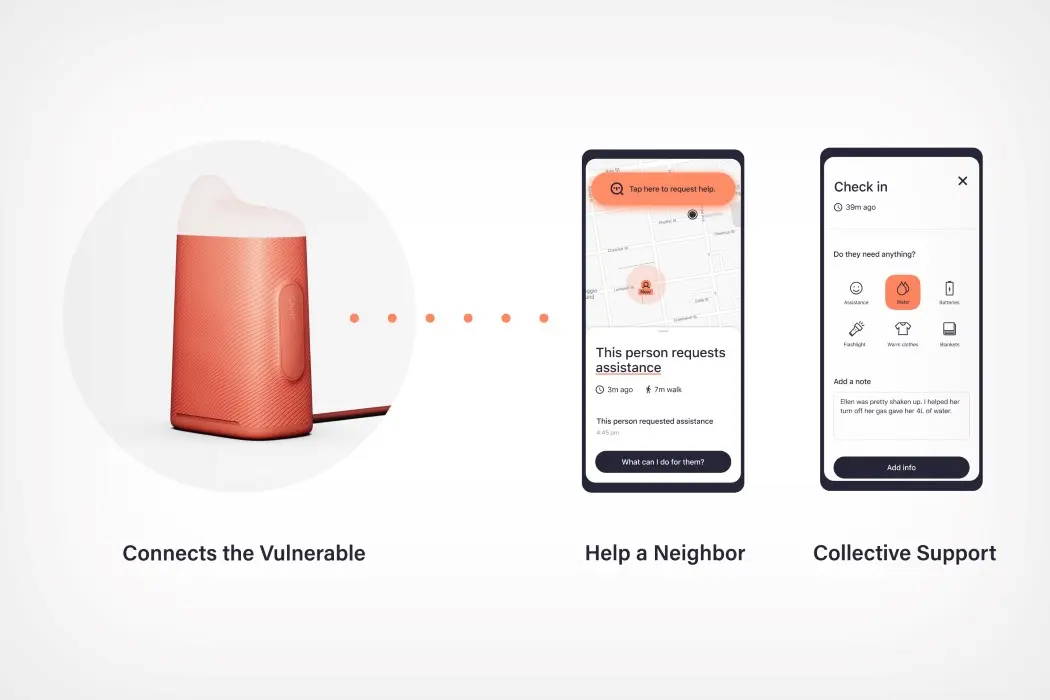 Tap here to request help.
Now
This person requests
assistance
3m ago
7m walk
This person requested assistance
4:45 pm
What can I do for them?
Check in
39m ago
Do they need anything?
Assistance
Water
Batteries
Flashlight
Warm clothes
Blankets
Add a note
Ellen was pretty shaken up. I helped her
turn off her gas gave her 4L of water.
Add info
Connects the Vulnerable
Help a Neighbor
Collective Support